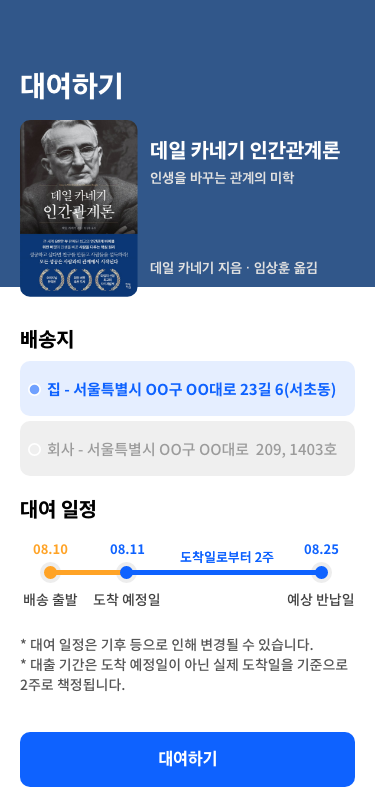 대여하기
데일 카네기
인간관계론
데일 카네기 인간관계론
인생을 바꾸는 관계의 미학
데일 카네기 지음 · 임상훈 옮김
배송지
집 - 서울특별시 OO구 OO대로 23길 6(서초동)
회사 - 서울특별시 OO구 OO대로 209, 1403호
대여 일정
08.10
08.11
도착일로부터 2주
08.25
배송 출발
도착 예정일
예상 반납일
* 대여 일정은 기후 등으로 인해 변경될 수 있습니다.
* 대출 기간은 도착 예정일이 아닌 실제 도착일을 기준으로
2주로 책정됩니다.
대여하기